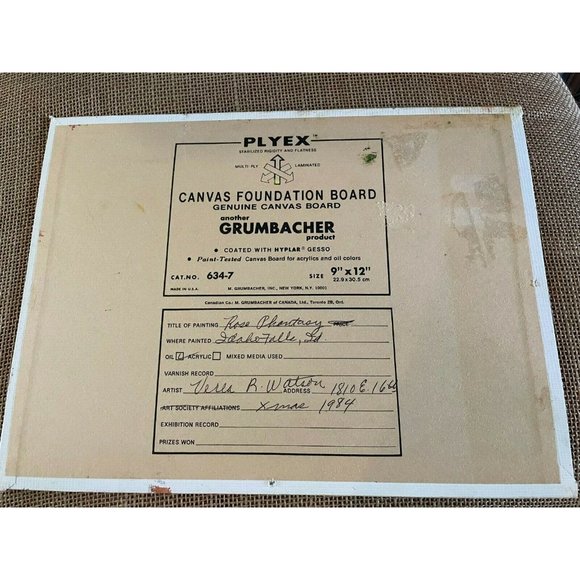 PLYEX™
STABILIZED RIGIDITY AND FLATNESS
MULTI-PLY LAMINATED
CANVAS FOUNDATION BOARD
GENUINE CANVAS BOARD
another
GRUMBACHER
product
• COATED WITH HYPLAR® GESSO
• Paint-Tested Canvas Board for acrylics and oil colors
CAT. NO. 634-7 SIZE 9" x 12"
22.9 x 30.5 cm
MADE IN U.S.A. M. GRUMBACHER, INC., NEW YORK, N.Y. 10001
Canadian Co.: M. GRUMBACHER of CANADA, Ltd., Toronto 2B, Ont.
TITLE OF PAINTING Rose Phantasy
WHERE PAINTED Idaho Falls, Id
OIL ACRYLIC MIXED MEDIA USED
VARNISH RECORD
ARTIST Versa R. Watson ADDRESS 1810 E. 16th
ART SOCIETY AFFILIATIONS Xmas 1984
EXHIBITION RECORD
PRIZES WON